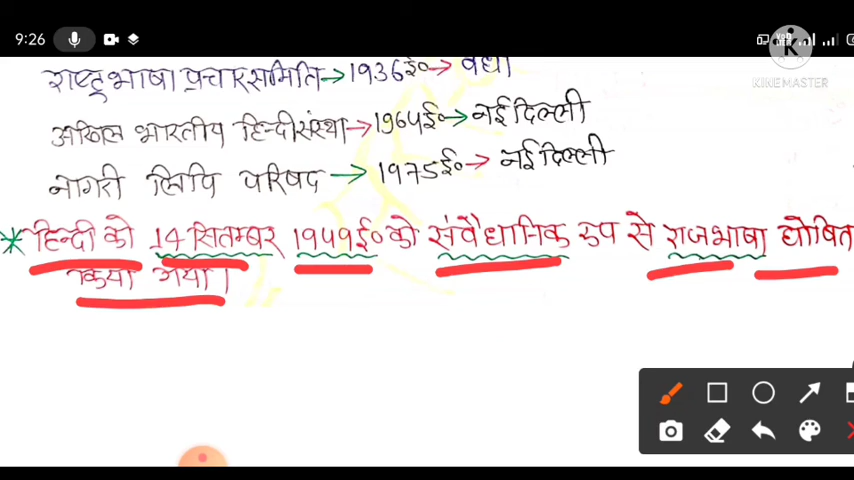 9:26
KINEMASTER
राष्ट्रभाषा प्रचार समिति→1936ई०→ वर्धा
अखिल भारतीय हिन्दी संस्था→1964ई०→ नई दिल्ली
नागरी लिपि परिषद →1975ई०→ नई दिल्ली
* हिन्दी को 14 सितम्बर 1949ई० को संवैधानिक रूप से राजभाषा घोषित
किया गया।